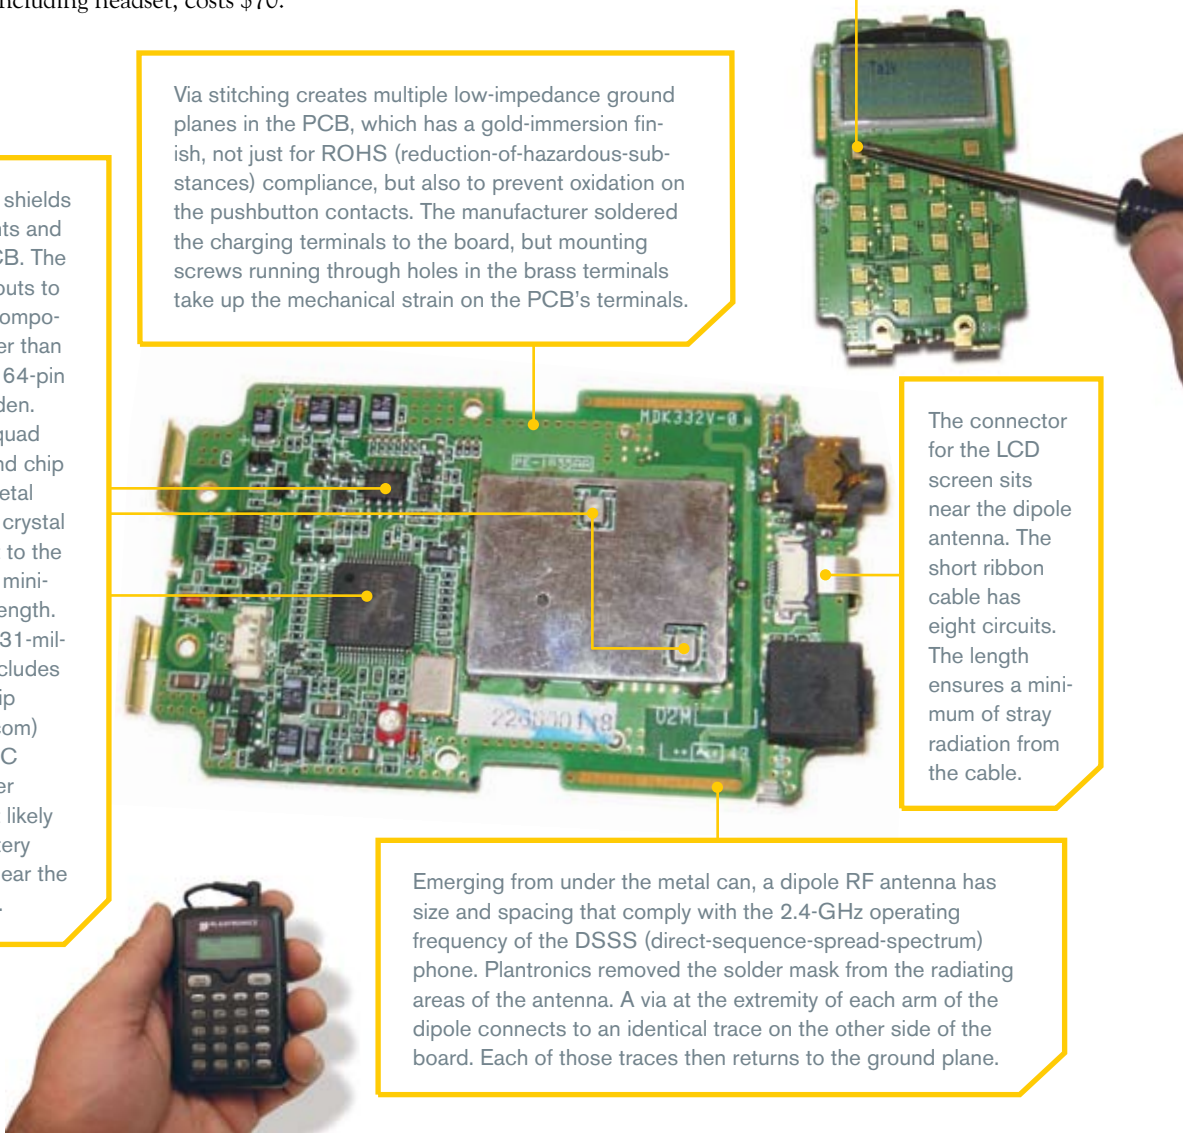 including headset, costs $70.
Via stitching creates multiple low-impedance ground
planes in the PCB, which has a gold-immersion fin-
ish, not just for ROHS (reduction-of-hazardous-sub-
stances) compliance, but also to prevent oxidation on
the pushbutton contacts. The manufacturer soldered
the charging terminals to the board, but mounting
screws running through holes in the brass terminals
take up the mechanical strain on the PCB's terminals.
Talk
shields
nts and
CB. The
outs to
ompo-
er than
64-pin
den.
quad
nd chip
etal
crystal
to the
mini-
ength.
31-mil-
cludes
ip
com)
C
er
likely
tery
ear the
.
MDK332V-0
O2M
The connector
for the LCD
screen sits
near the dipole
antenna. The
short ribbon
cable has
eight circuits.
The length
ensures a mini-
mum of stray
radiation from
the cable.
Emerging from under the metal can, a dipole RF antenna has
size and spacing that comply with the 2.4-GHz operating
frequency of the DSSS (direct-sequence-spread-spectrum)
phone. Plantronics removed the solder mask from the radiating
areas of the antenna. A via at the extremity of each arm of the
dipole connects to an identical trace on the other side of the
board. Each of those traces then returns to the ground plane.
PLANTRONICS